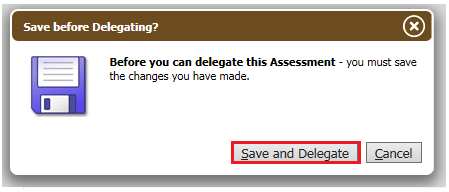 Save before Delegating?
Before you can delegate this Assessment - you must save
the changes you have made.
Save and Delegate
Cancel